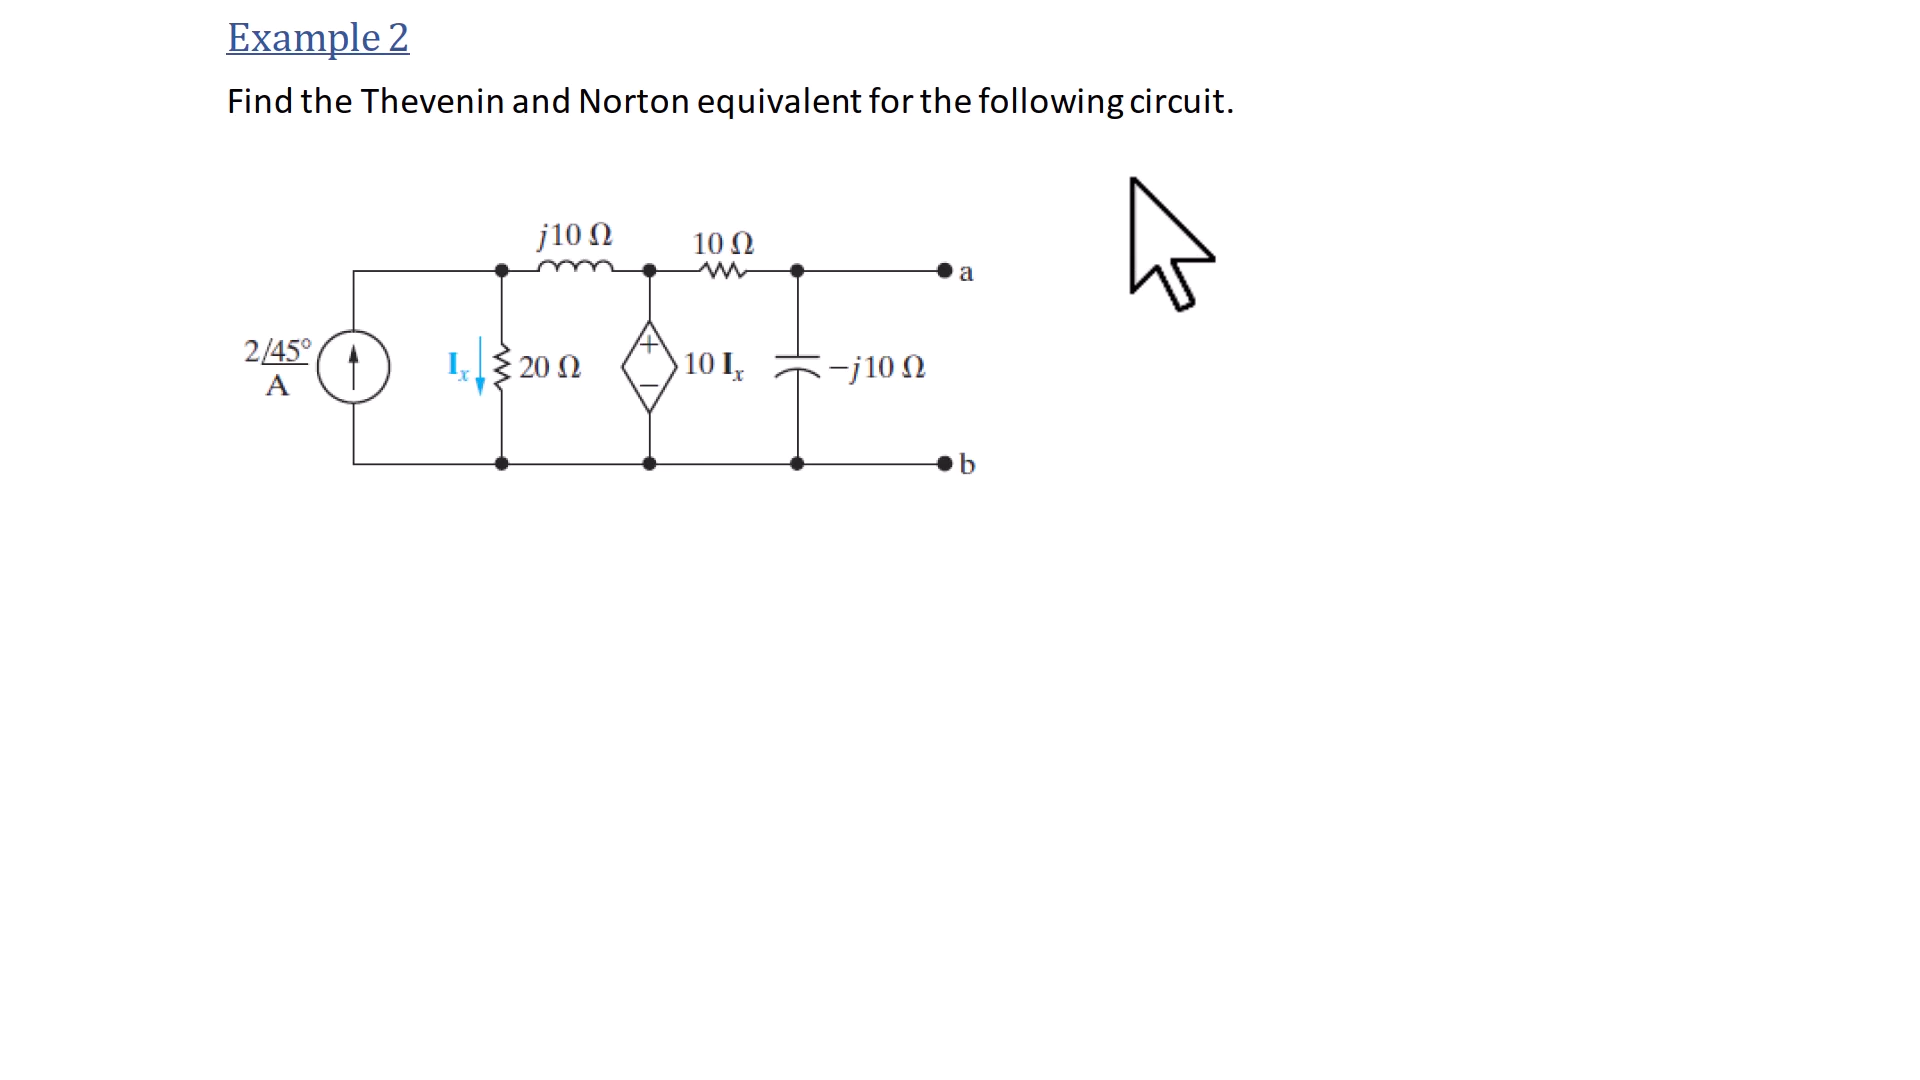 Example 2
Find the Thevenin and Norton equivalent for the following circuit.
j10 Ω
10 Ω
a
2/45°
A
Iₓ
20 Ω
+
−
10 Iₓ
−j10 Ω
b